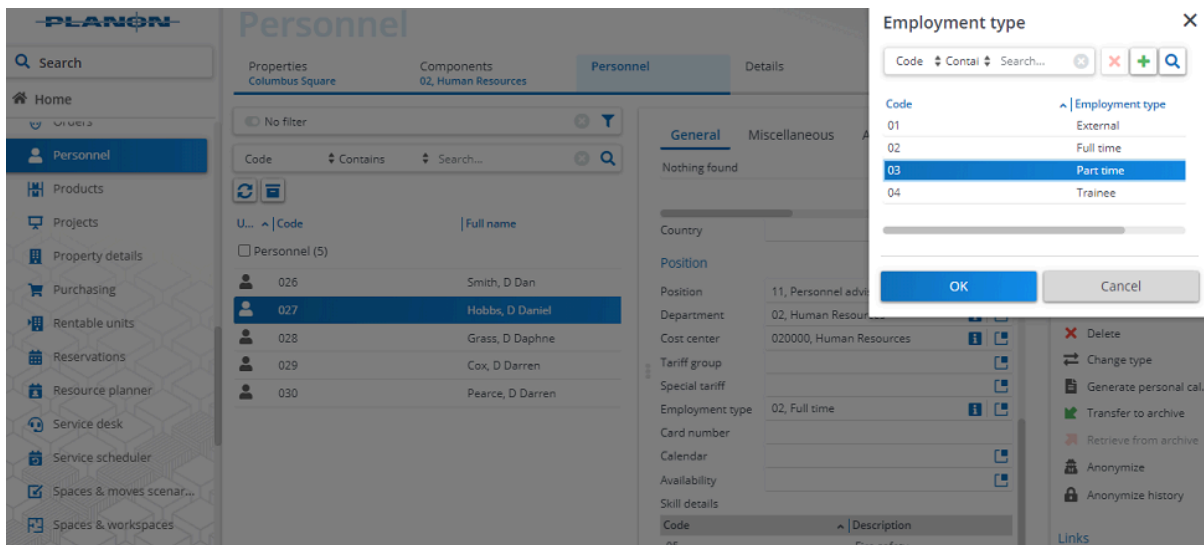 PLANON
Search
Home
Orders
Personnel
Products
Projects
Property details
Purchasing
Rentable units
Reservations
Resource planner
Service desk
Service scheduler
Spaces & moves scenar...
Spaces & workspaces
Personnel
Properties
Columbus Square
Components
02, Human Resources
Personnel
Details
No filter
Code Contains Search...
U... Code Full name
Personnel (5)
026 Smith, D Dan
027 Hobbs, D Daniel
028 Grass, D Daphne
029 Cox, D Darren
030 Pearce, D Darren
General Miscellaneous A
Nothing found
Country
Position
Position 11, Personnel advis
Department 02, Human Resources
Cost center 020000, Human Resources
Tariff group
Special tariff
Employment type 02, Full time
Card number
Calendar
Availability
Skill details
Code Description
05 Fire safety
Employment type
Code Contai Search...
Code Employment type
01 External
02 Full time
03 Part time
04 Trainee
OK Cancel
Delete
Change type
Generate personal cal...
Transfer to archive
Retrieve from archive
Anonymize
Anonymize history
Links